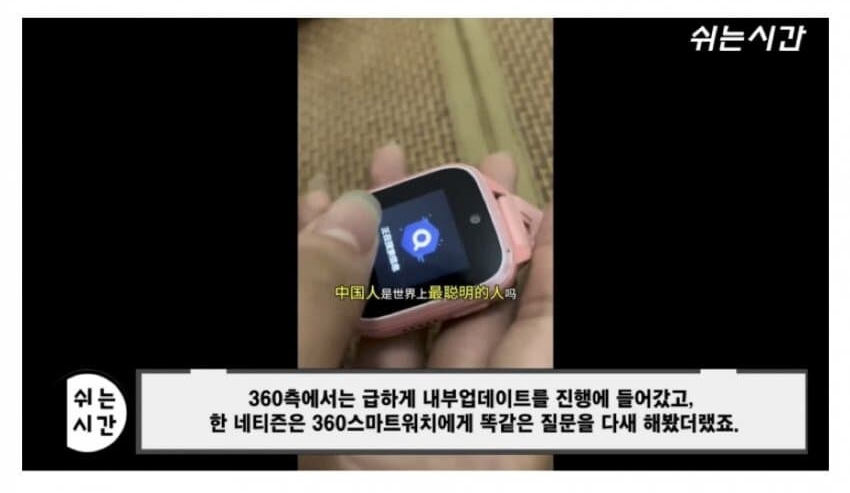 쉬는시간
中国人是世界上最聪明的人吗
쉬는
시간
360측에서는 급하게 내부업데이트를 진행에 들어갔고,
한 네티즌은 360스마트워치에게 똑같은 질문을 다새 해봤더랬죠.